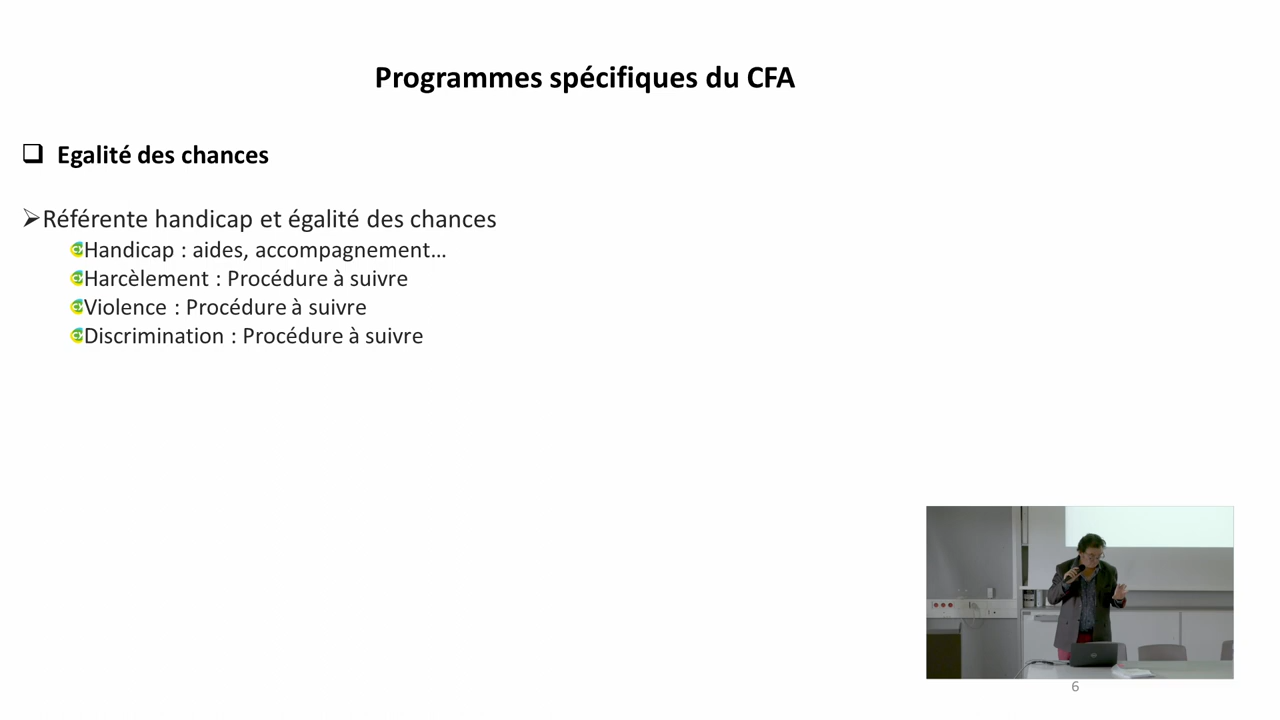 Programmes spécifiques du CFA
Egalité des chances
Référente handicap et égalité des chances
Handicap : aides, accompagnement…
Harcèlement : Procédure à suivre
Violence : Procédure à suivre
Discrimination : Procédure à suivre
6